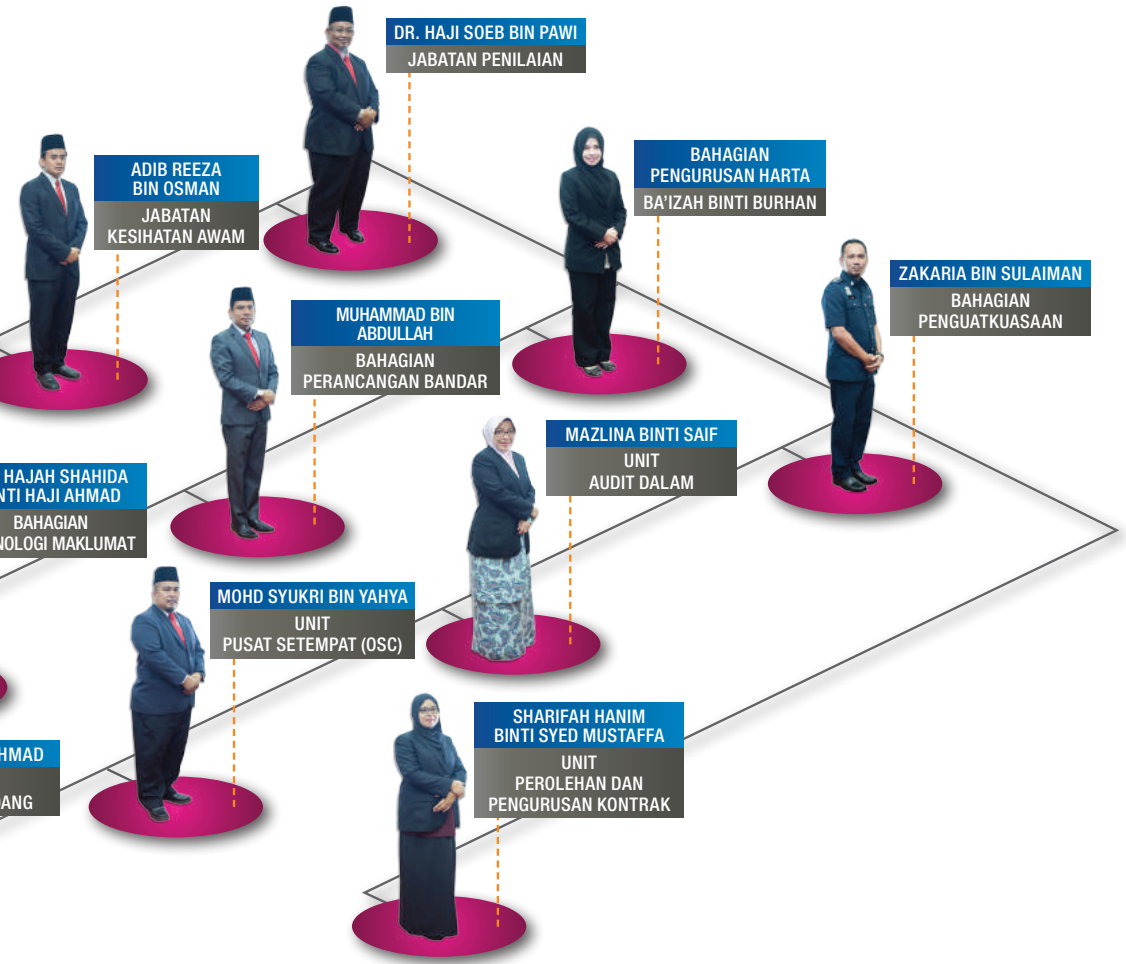 DR. HAJI SOEB BIN PAWI
JABATAN PENILAIAN
ADIB REEZA
BIN OSMAN
JABATAN
KESIHATAN AWAM
BAHAGIAN
PENGURUSAN HARTA
BA'IZAH BINTI BURHAN
ZAKARIA BIN SULAIMAN
BAHAGIAN
PENGUATKUASAAN
MUHAMMAD BIN
ABDULLAH
BAHAGIAN
PERANCANGAN BANDAR
MAZLINA BINTI SAIF
UNIT
AUDIT DALAM
HAJAH SHAHIDA
HAJI AHMAD
BAHAGIAN
MAKLUMAT
MOHD SYUKRI BIN YAHYA
UNIT
PUSAT SETEMPAT (OSC)
SHARIFAH HANIM
BINTI SYED MUSTAFFA
UNIT
PEROLEHAN DAN
PENGURUSAN KONTRAK